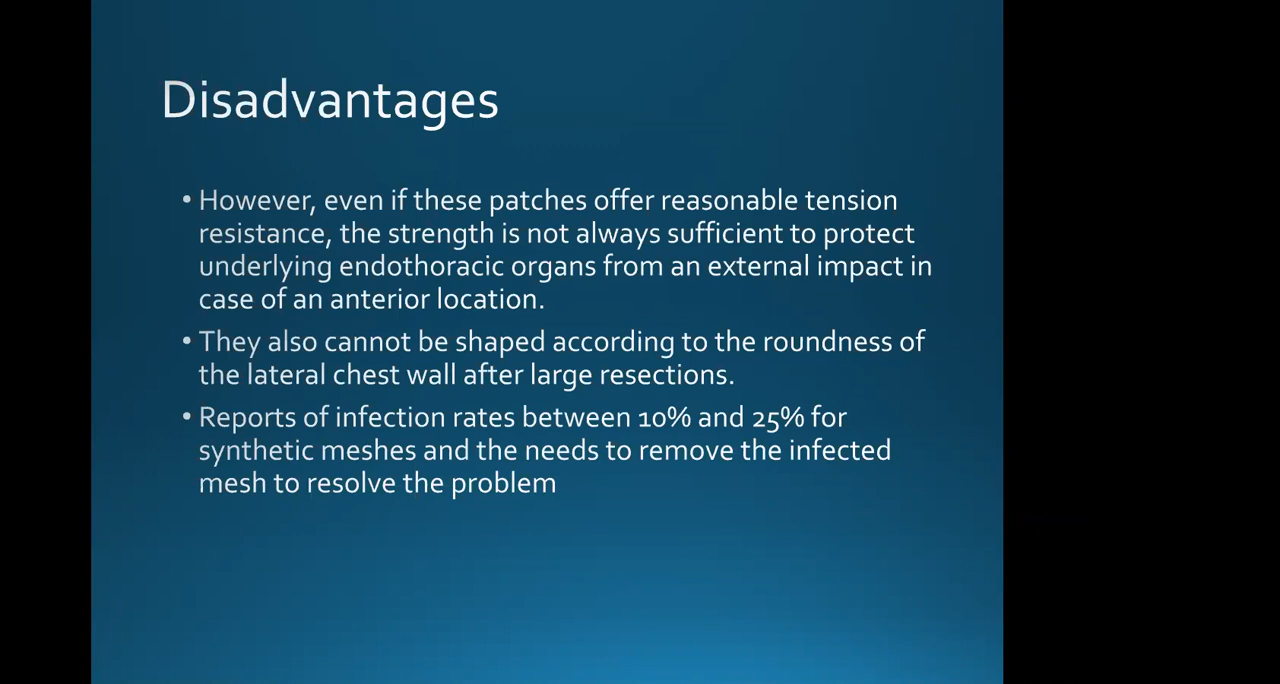 Disadvantages
• However, even if these patches offer reasonable tension
resistance, the strength is not always sufficient to protect
underlying endothoracic organs from an external impact in
case of an anterior location.
• They also cannot be shaped according to the roundness of
the lateral chest wall after large resections.
• Reports of infection rates between 10% and 25% for
synthetic meshes and the needs to remove the infected
mesh to resolve the problem